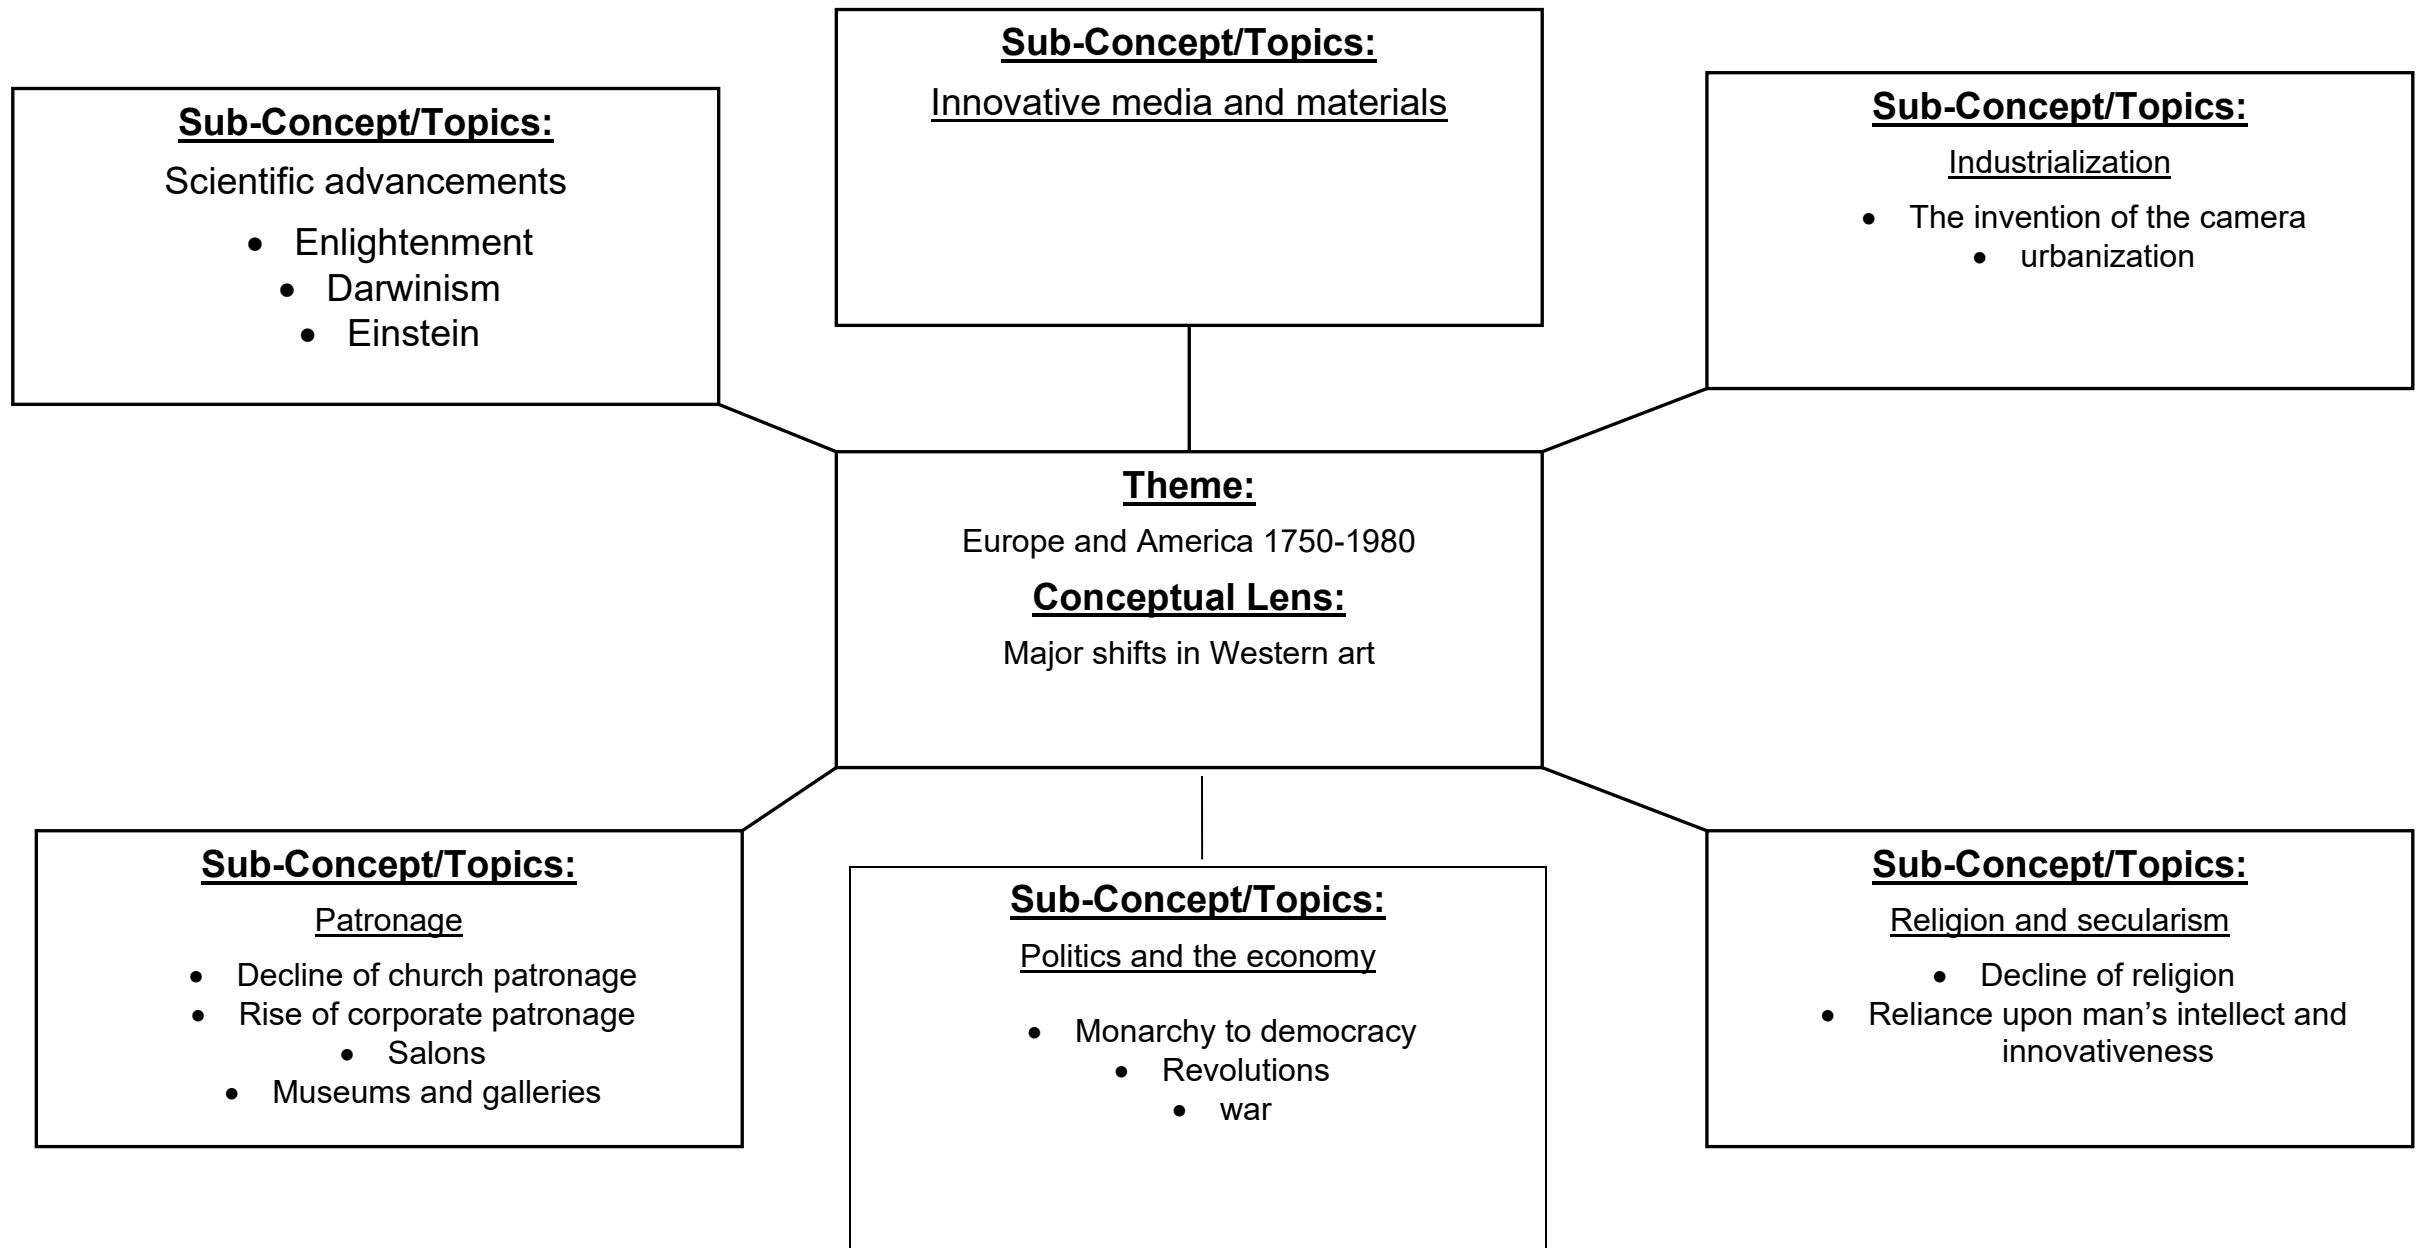 Sub-Concept/Topics:
Scientific advancements
• Enlightenment
• Darwinism
• Einstein
Sub-Concept/Topics:
Innovative media and materials
Sub-Concept/Topics:
Industrialization
• The invention of the camera
• urbanization
Theme:
Europe and America 1750-1980
Conceptual Lens:
Major shifts in Western art
Sub-Concept/Topics:
Patronage
• Decline of church patronage
• Rise of corporate patronage
• Salons
• Museums and galleries
Sub-Concept/Topics:
Politics and the economy
• Monarchy to democracy
• Revolutions
• war
Sub-Concept/Topics:
Religion and secularism
• Decline of religion
• Reliance upon man’s intellect and
innovativeness